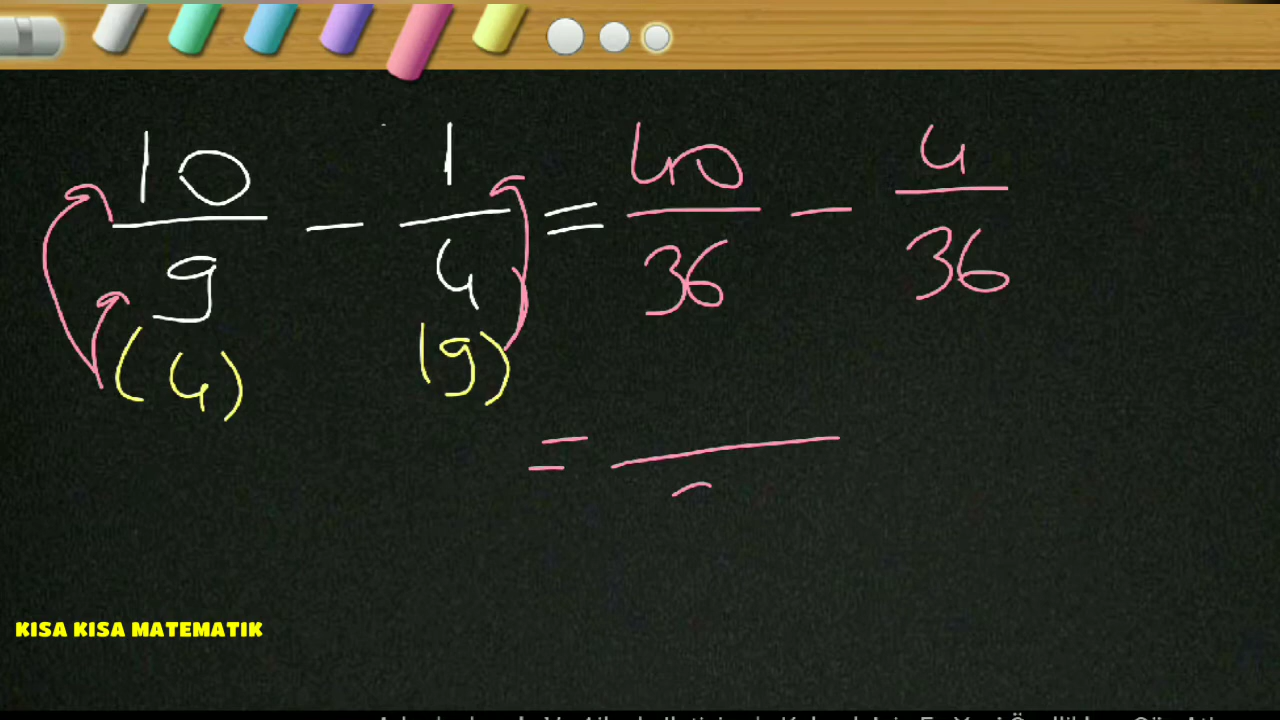 10/9 - 1/4 = 40/36 - 4/36
(4) (9)
=
KISA KISA MATEMATIK